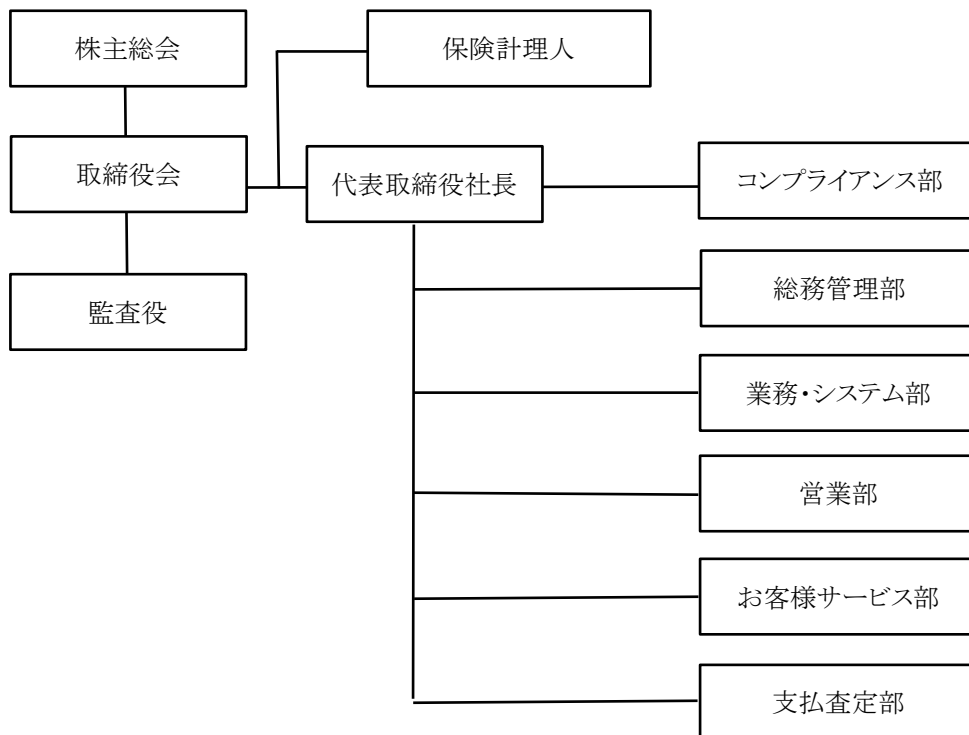 株主総会
保険計理人
取締役会
代表取締役社長
コンプライアンス部
総務管理部
監査役
業務・システム部
営業部
お客様サービス部
支払査定部